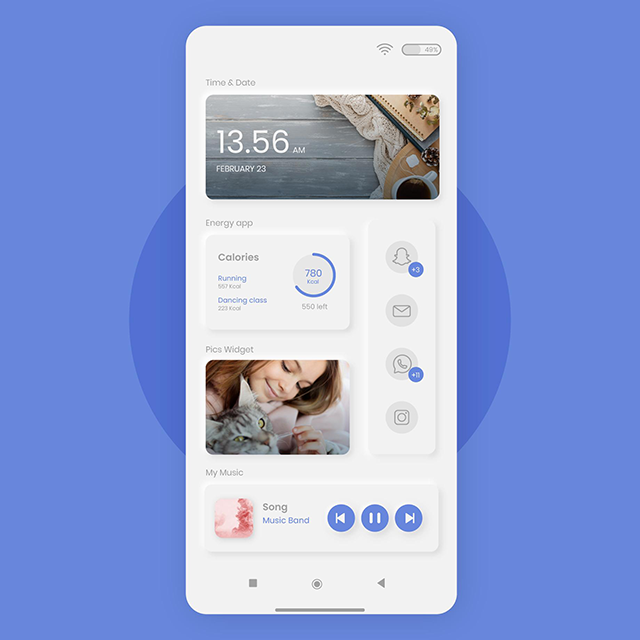 49%
Time & Date
13.56 AM
FEBRUARY 23
Energy app
Calories
Running
557 Kcal
Dancing class
223 Kcal
780
Kcal
550 left
+3
+11
Pics Widget
My Music
Song
Music Band